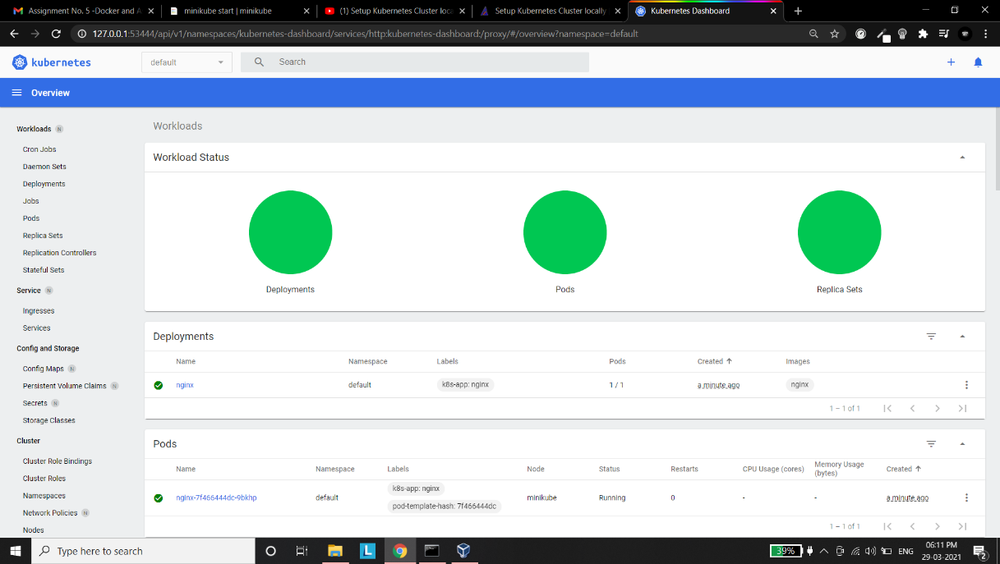 Assignment No. 5 -Docker and A
minikube start | minikube
(1) Setup Kubernetes Cluster loca
Setup Kubernetes Cluster locally
Kubernetes Dashboard
127.0.0.1:53444/api/v1/namespaces/kubernetes-dashboard/services/http:kubernetes-dashboard:/proxy/#/overview?namespace=default
kubernetes
default
Search
Overview
Workloads N
Cron Jobs
Daemon Sets
Deployments
Jobs
Pods
Replica Sets
Replication Controllers
Stateful Sets
Service N
Ingresses
Services
Config and Storage
Config Maps N
Persistent Volume Claims N
Secrets N
Storage Classes
Cluster
Cluster Role Bindings
Cluster Roles
Namespaces
Network Policies N
Nodes
Workloads
Workload Status
Deployments Pods Replica Sets
Deployments
Name Namespace Labels Pods Created Images
nginx default k8s-app: nginx 1 / 1 a minute ago nginx
1 – 1 of 1
Pods
Name Namespace Labels Node Status Restarts CPU Usage (cores) Memory Usage (bytes) Created
nginx-7f466444dc-9bkhp default k8s-app: nginx pod-template-hash: 7f466444dc minikube Running 0 - - a minute ago
1 – 1 of 1
Type here to search
L
39%
ENG
06:11 PM
29-03-2021
2